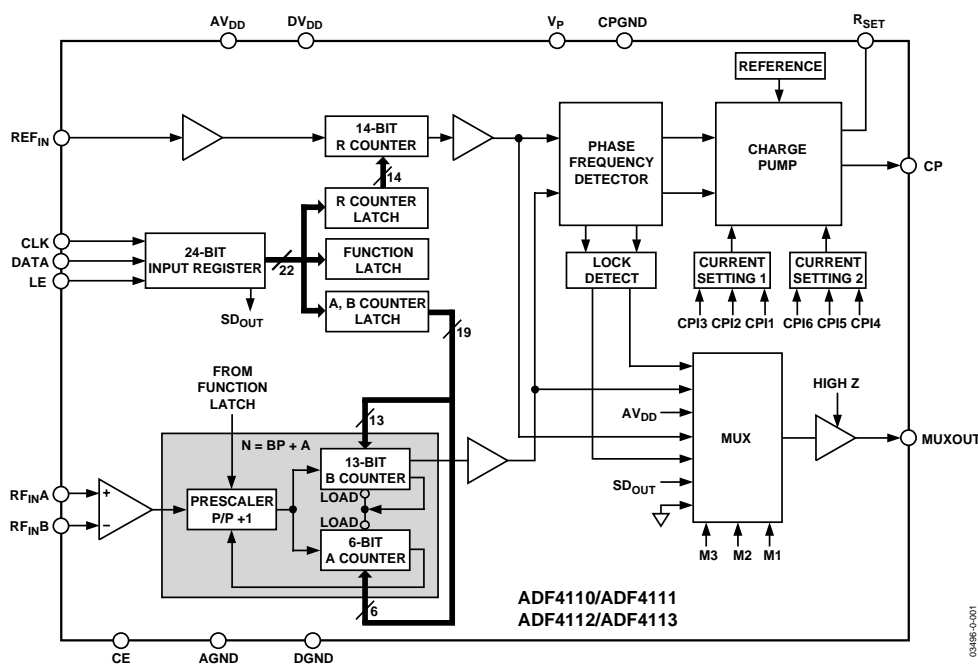 AVDD
DVDD
VP
CPGND
RSET
REFERENCE
REFIN
14-BIT
R COUNTER
14
PHASE
FREQUENCY
DETECTOR
CHARGE
PUMP
CP
R COUNTER
LATCH
CLK
DATA
LE
24-BIT
INPUT REGISTER
22
FUNCTION
LATCH
LOCK
DETECT
CURRENT
SETTING 1
CURRENT
SETTING 2
SDOUT
A, B COUNTER
LATCH
19
CPI3 CPI2 CPI1
CPI6 CPI5 CPI4
FROM
FUNCTION
LATCH
HIGH Z
13
AVDD
MUX
MUXOUT
N = BP + A
13-BIT
B COUNTER
RFINA
RFINB
+
−
PRESCALER
P/P +1
LOAD
LOAD
SDOUT
6-BIT
A COUNTER
M3 M2 M1
6
ADF4110/ADF4111
ADF4112/ADF4113
CE
AGND
DGND
03496-0-001